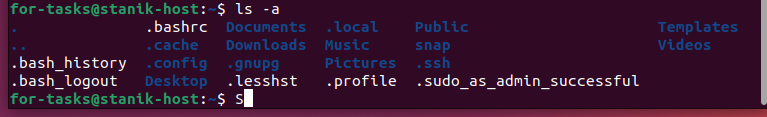 for-tasks@stanik-host:~$ ls -a
. .bashrc Documents .local Public Templates
.. .cache Downloads Music snap Videos
.bash_history .config .gnupg Pictures .ssh
.bash_logout Desktop .lesshst .profile .sudo_as_admin_successful
for-tasks@stanik-host:~$ S